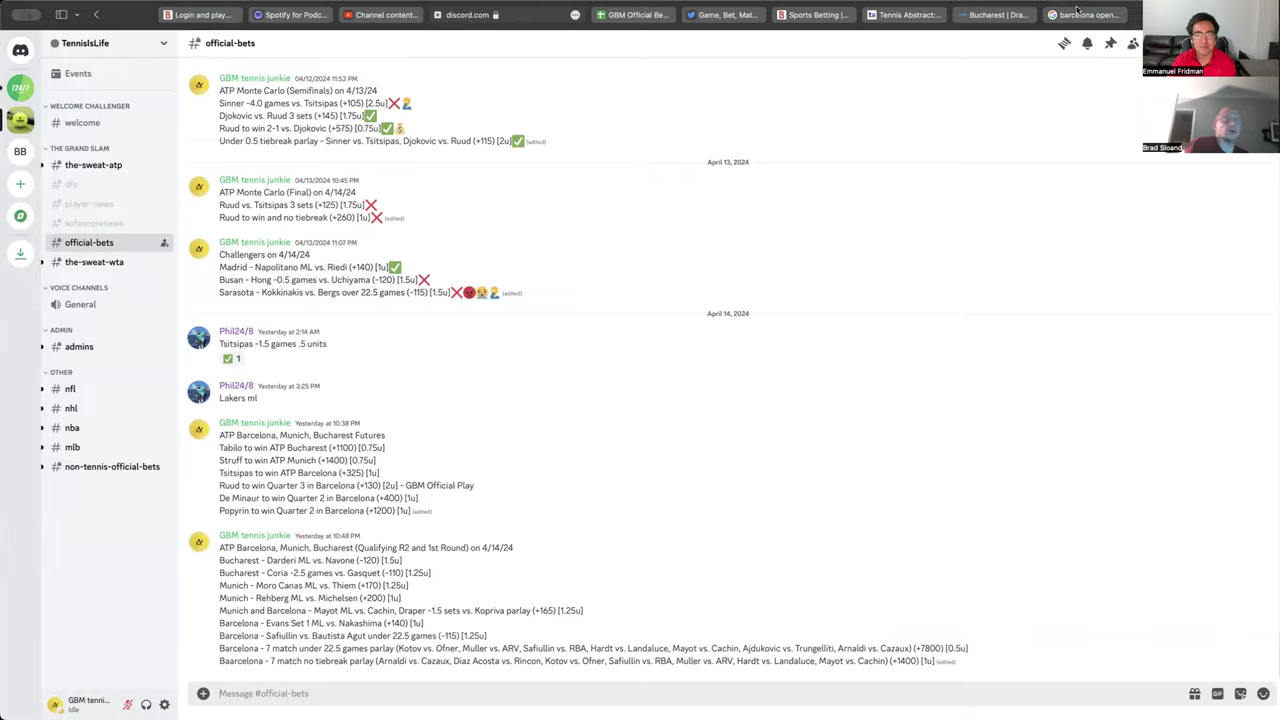 Login and play...
Spotify for Podc...
Channel content...
discord.com
GBM Official Be...
Game, Bet, Mat...
Sports Betting |...
Tennis Abstract:...
Bucharest | Dra...
barcelona open...
TennisIsLife
# official-bets
124/7
BB
Events
WELCOME CHALLENGER
welcome
THE GRAND SLAM
the-sweat-atp
dfs
player-news
sofascorenews
official-bets
the-sweat-wta
VOICE CHANNELS
General
ADMIN
admins
OTHER
nfl
nhl
nba
mlb
non-tennis-official-bets
GBM tenni...
Idle
GBM tennis junkie 04/12/2024 11:53 PM
ATP Monte Carlo (Semifinals) on 4/13/24
Sinner -4.0 games vs. Tsitsipas (+105) [2.5u]❌🤦‍♂️
Djokovic vs. Ruud 3 sets (+145) [1.75u]✅
Ruud to win 2-1 vs. Djokovic (+575) [0.75u]✅💰
Under 0.5 tiebreak parlay - Sinner vs. Tsitsipas, Djokovic vs. Ruud (+115) [2u]✅ (edited)
April 13, 2024
GBM tennis junkie 04/13/2024 10:45 PM
ATP Monte Carlo (Final) on 4/14/24
Ruud vs. Tsitsipas 3 sets (+125) [1.75u]❌
Ruud to win and no tiebreak (+260) [1u]❌ (edited)
GBM tennis junkie 04/13/2024 11:07 PM
Challengers on 4/14/24
Madrid - Napolitano ML vs. Riedi (+140) [1u]✅
Busan - Hong -0.5 games vs. Uchiyama (-120) [1.5u]❌
Sarasota - Kokkinakis vs. Bergs over 22.5 games (-115) [1.5u]❌😡😭🤦‍♂️ (edited)
April 14, 2024
Phil24/8 Yesterday at 2:14 AM
Tsitsipas -1.5 games .5 units
✅ 1
Phil24/8 Yesterday at 3:25 PM
Lakers ml
GBM tennis junkie Yesterday at 10:38 PM
ATP Barcelona, Munich, Bucharest Futures
Tabilo to win ATP Bucharest (+1100) [0.75u]
Struff to win ATP Munich (+1400) [0.75u]
Tsitsipas to win ATP Barcelona (+325) [1u]
Ruud to win Quarter 3 in Barcelona (+130) [2u] - GBM Official Play
De Minaur to win Quarter 2 in Barcelona (+400) [1u]
Popyrin to win Quarter 2 in Barcelona (+1200) [1u] (edited)
GBM tennis junkie Yesterday at 10:48 PM
ATP Barcelona, Munich, Bucharest (Qualifying R2 and 1st Round) on 4/14/24
Bucharest - Darderi ML vs. Navone (-120) [1.5u]
Bucharest - Coria -2.5 games vs. Gasquet (-110) [1.25u]
Munich - Moro Canas ML vs. Thiem (+170) [1.25u]
Munich - Rehberg ML vs. Michelsen (+200) [1u]
Munich and Barcelona - Mayot ML vs. Cachin, Draper -1.5 sets vs. Kopriva parlay (+165) [1.25u]
Barcelona - Evans Set 1 ML vs. Nakashima (+140) [1u]
Barcelona - Safiullin vs. Bautista Agut under 22.5 games (-115) [1.25u]
Barcelona - 7 match under 22.5 games parlay (Kotov vs. Ofner, Muller vs. ARV, Safiullin vs. RBA, Hardt vs. Landaluce, Mayot vs. Cachin, Ajdukovic vs. Trungelliti, Arnaldi vs. Cazaux) (+7800) [0.5u]
Baarcelona - 7 match no tiebreak parlay (Arnaldi vs. Cazaux, Diaz Acosta vs. Rincon, Kotov vs. Ofner, Safiullin vs. RBA, Muller vs. ARV, Hardt vs. Landaluce, Mayot vs. Cachin) (+1400) [1u] (edited)
Message #official-bets
GIF
Emmanuel Fridman
Brad Sloand